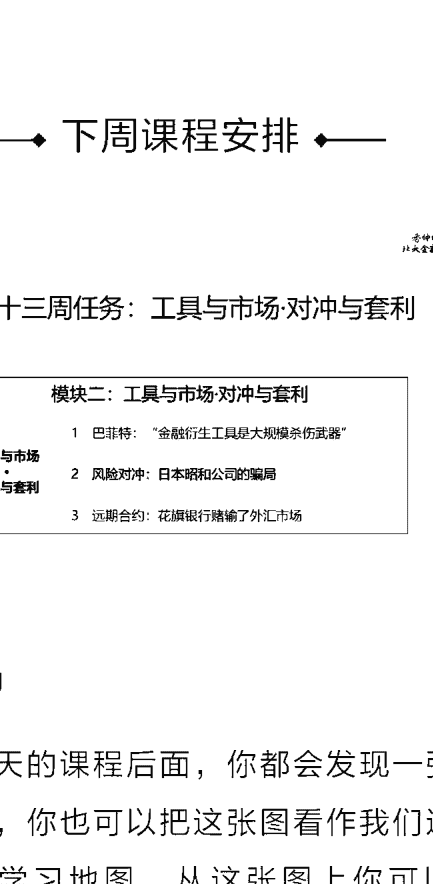 下周课程安排
十三周任务：工具与市场·对冲与套利
模块二：工具与市场·对冲与套利
1 巴菲特：“金融衍生工具是大规模杀伤武器”
与市场
·
与套利
2 风险对冲：日本昭和公司的骗局
3 远期合约：花旗银行赌输了外汇市场
天的课程后面，你都会发现一
，你也可以把这张图看作我们
学习地图，从这张图上你可